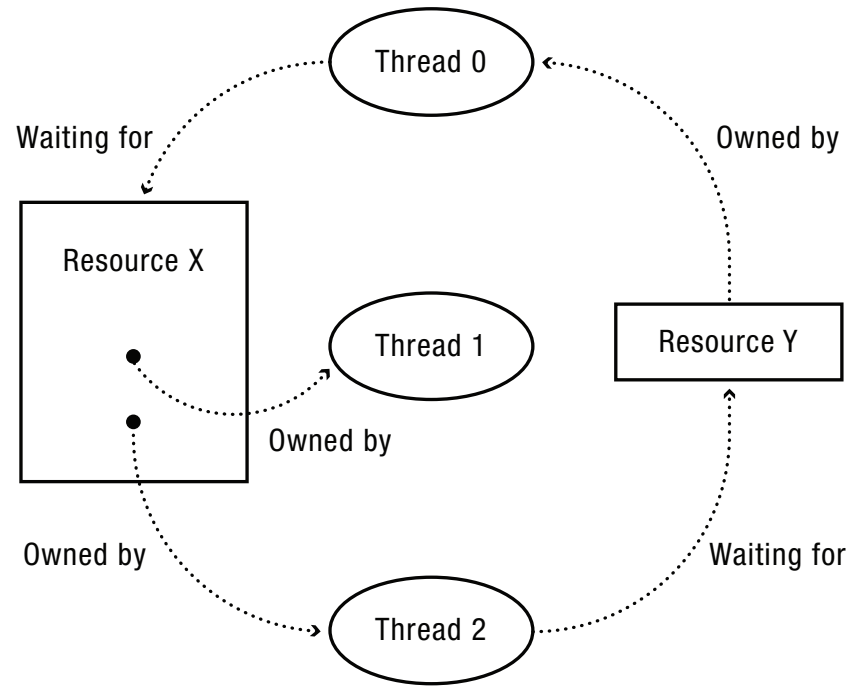 Thread 0
Waiting for
Owned by
Resource X
Thread 1
Resource Y
Owned by
Owned by
Waiting for
Thread 2